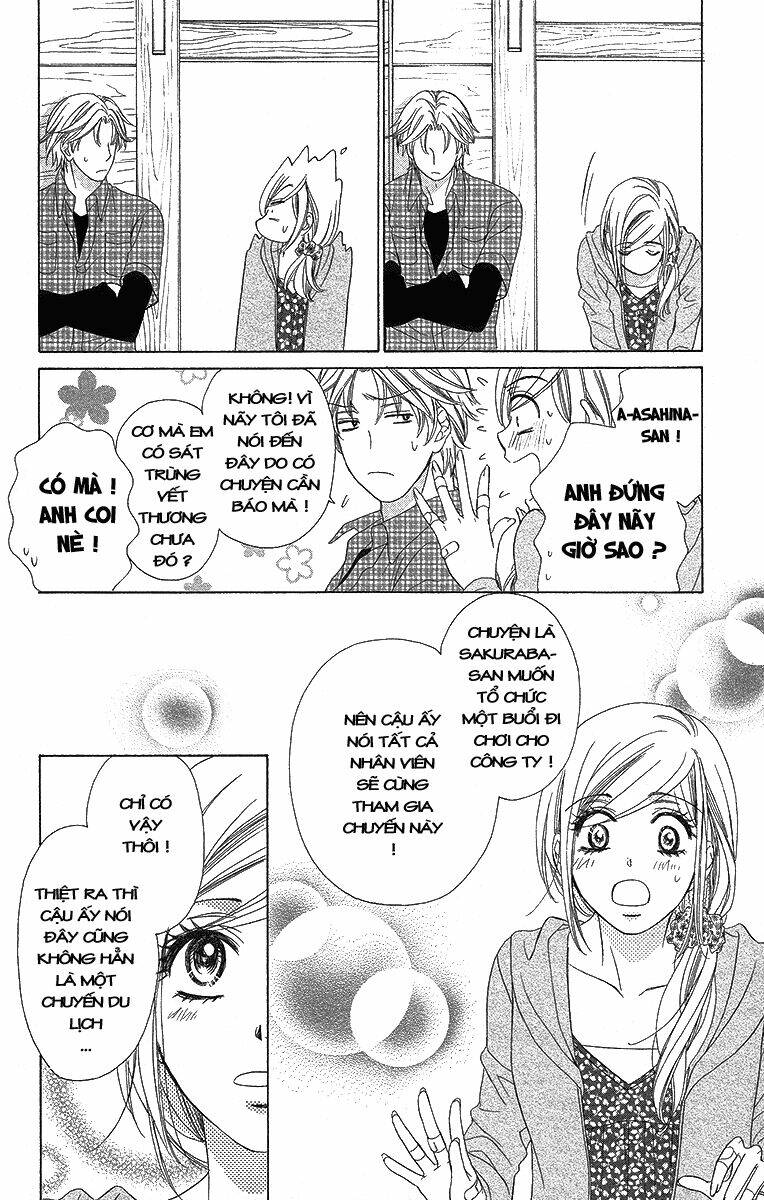 A-ASAHINA-
SAN !
ANH ĐỨNG
ĐÂY NÃY
GIỜ SAO ?
KHÔNG! VÌ
NÃY TÔI ĐÃ
NÓI ĐẾN
ĐÂY DO CÓ
CHUYỆN CẦN
BÁO MÀ !
CƠ MÀ EM
CÓ SÁT
TRÙNG
VẾT
THƯƠNG
CHƯA
ĐÓ ?
CÓ MÀ !
ANH COI
NÈ !
CHUYỆN LÀ
SAKURABA-
SAN MUỐN
TỔ CHỨC
MỘT BUỔI ĐI
CHƠI CHO
CÔNG TY !
NÊN CẬU ẤY
NÓI TẤT CẢ
NHÂN VIÊN
SẼ CÙNG
THAM GIA
CHUYẾN NÀY
!
CHỈ CÓ
VẬY
THÔI !
THIỆT RA THÌ
CẬU ẤY NÓI
ĐÂY CŨNG
KHÔNG HẲN
LÀ MỘT
CHUYẾN DU
LỊCH
...